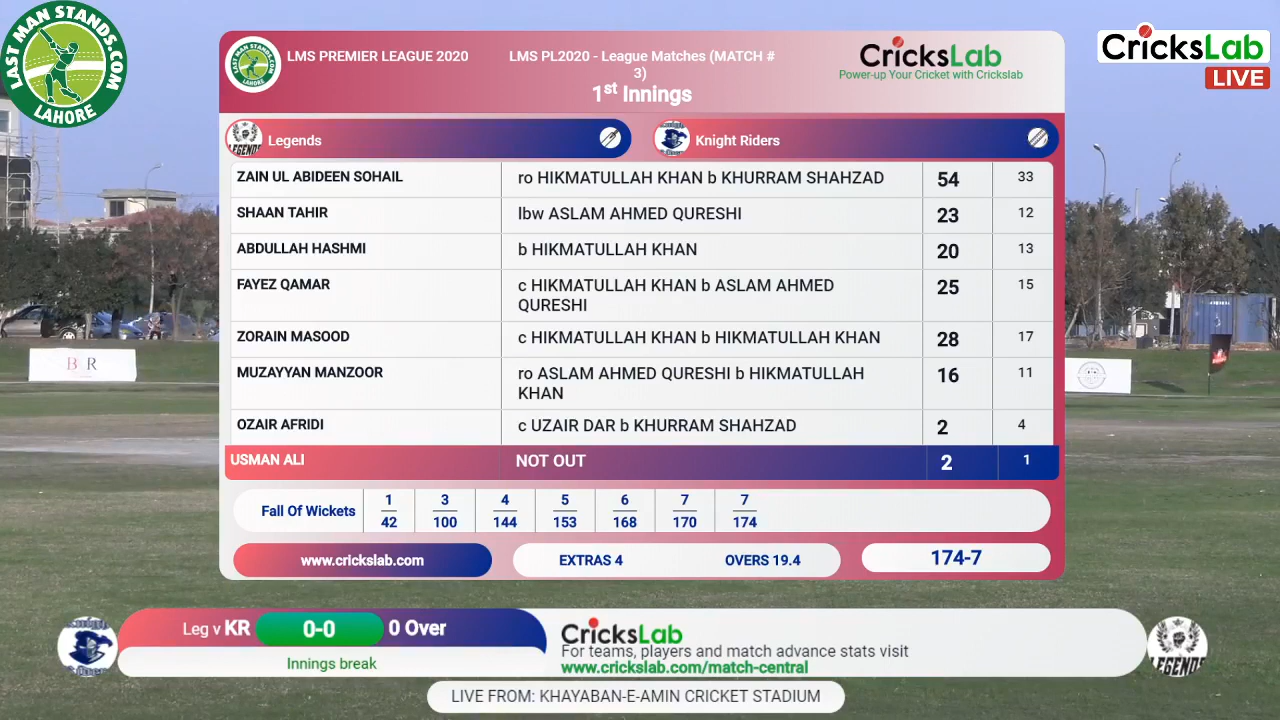 LAST MAN STANDS.COM
LAHORE
LAST MAN STANDS.COM
LAHORE
LMS PREMIER LEAGUE 2020
LMS PL2020 - League Matches (MATCH #
3)
1st Innings
CricksLab
Power-up Your Cricket with Crickslab
CricksLab
LIVE
LEGENDS
Legends
Knight Riders
ZAIN UL ABIDEEN SOHAIL ro HIKMATULLAH KHAN b KHURRAM SHAHZAD 54 33
SHAAN TAHIR lbw ASLAM AHMED QURESHI 23 12
ABDULLAH HASHMI b HIKMATULLAH KHAN 20 13
FAYEZ QAMAR c HIKMATULLAH KHAN b ASLAM AHMED 25 15
QURESHI
ZORAIN MASOOD c HIKMATULLAH KHAN b HIKMATULLAH KHAN 28 17
MUZAYYAN MANZOOR ro ASLAM AHMED QURESHI b HIKMATULLAH 16 11
KHAN
OZAIR AFRIDI c UZAIR DAR b KHURRAM SHAHZAD 2 4
USMAN ALI NOT OUT 2 1
Fall Of Wickets
1 3 4 5 6 7 7
42 100 144 153 168 170 174
www.crickslab.com
EXTRAS 4 OVERS 19.4
174-7
Leg v KR 0-0 0 Over
Innings break
CricksLab
For teams, players and match advance stats visit
www.crickslab.com/match-central
LEGENDS
LIVE FROM: KHAYABAN-E-AMIN CRICKET STADIUM